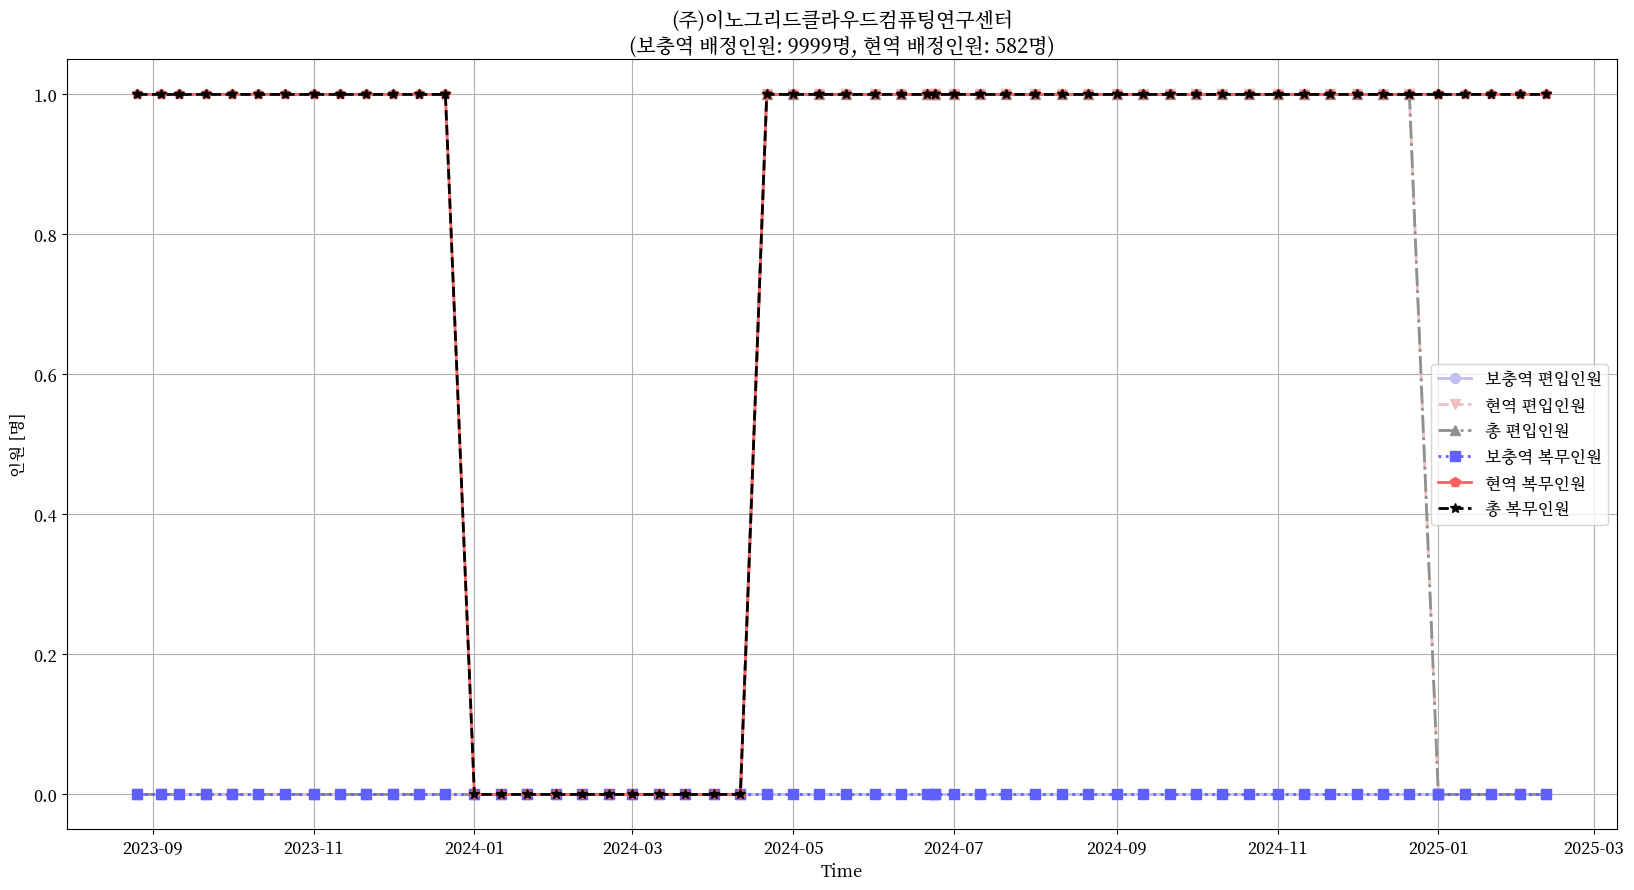 (주)이노그리드클라우드컴퓨팅연구센터
(보충역 배정인원: 9999명, 현역 배정인원: 582명)
1.0
0.8
0.6
0.4
0.2
0.0
인원 [명]
보충역 편입인원
현역 편입인원
총 편입인원
보충역 복무인원
현역 복무인원
총 복무인원
2023-09 2023-11 2024-01 2024-03 2024-05 2024-07 2024-09 2024-11 2025-01 2025-03
Time